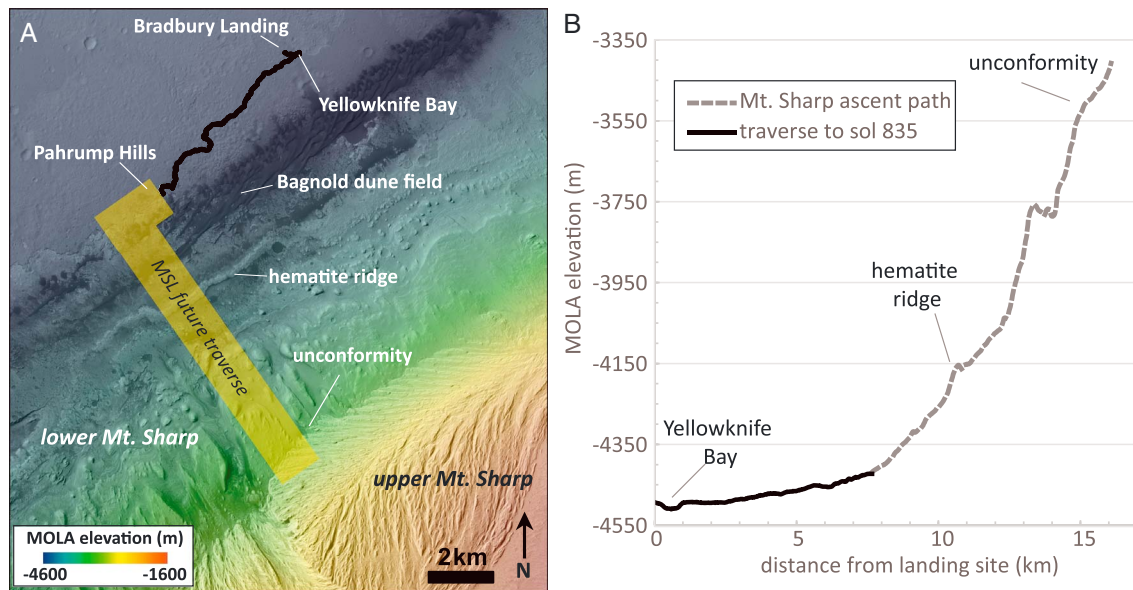 A
Bradbury Landing
Yellowknife Bay
Pahrump Hills
Bagnold dune field
hematite ridge
MSL future traverse
unconformity
lower Mt. Sharp
upper Mt. Sharp
MOLA elevation (m)
-4600 -1600
2km
N
B
-3350
-3550
-3750
-3950
-4150
-4350
-4550
MOLA elevation (m)
unconformity
Mt. Sharp ascent path
traverse to sol 835
hematite
ridge
Yellowknife
Bay
0 5 10 15
distance from landing site (km)